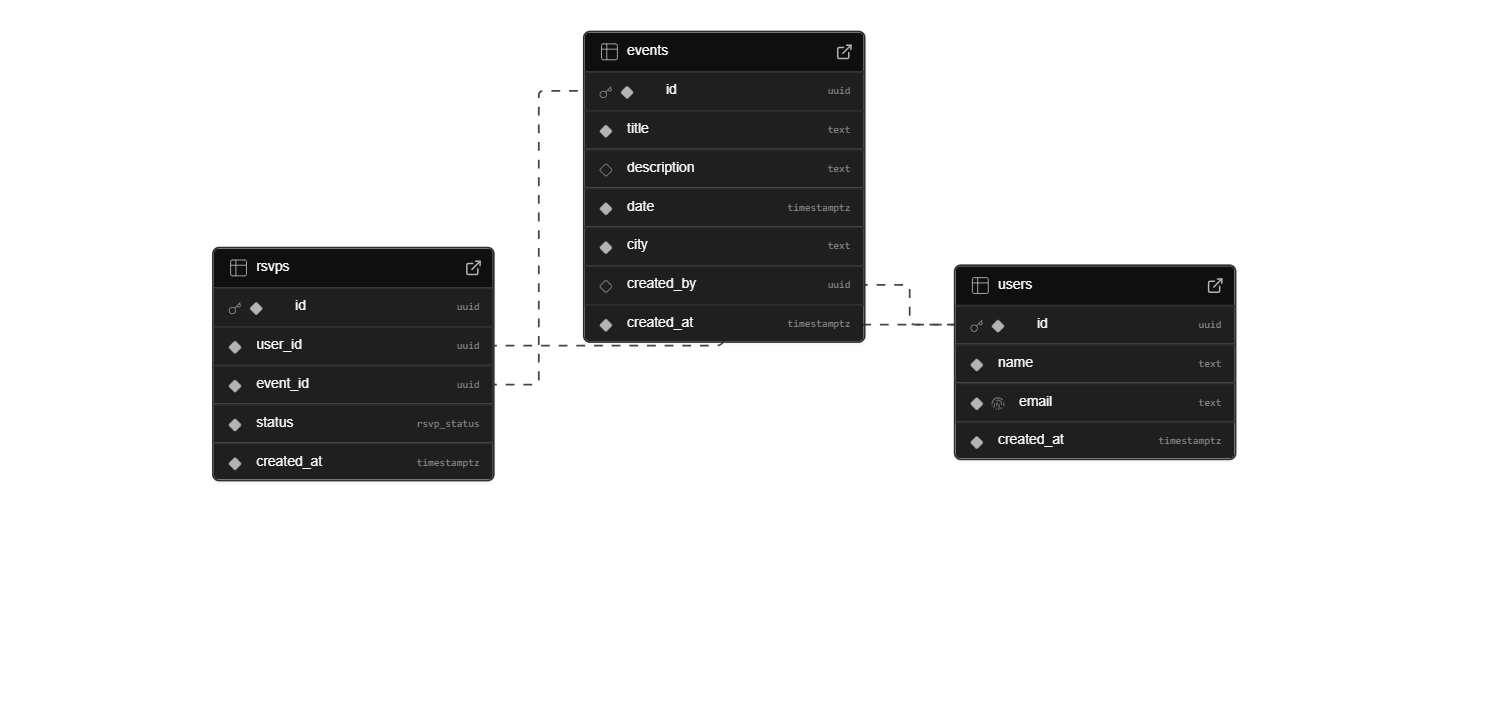 events
id uuid
title text
description text
date timestamptz
city text
created_by uuid
created_at timestamptz
rsvps
id uuid
user_id uuid
event_id uuid
status rsvp_status
created_at timestamptz
users
id uuid
name text
email text
created_at timestamptz